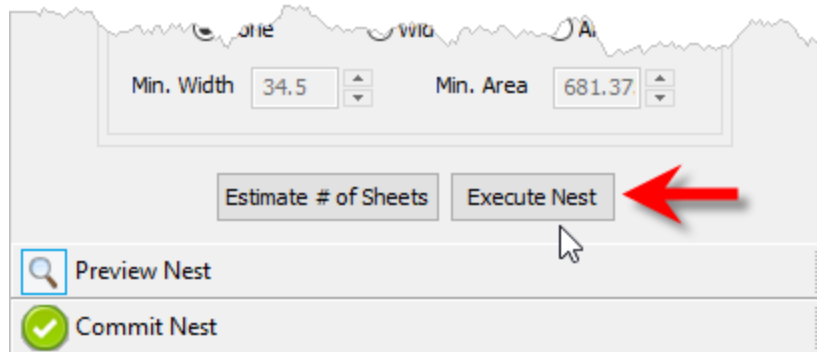 Min. Width 34.5 Min. Area 681.37
Estimate # of Sheets Execute Nest
Preview Nest
Commit Nest